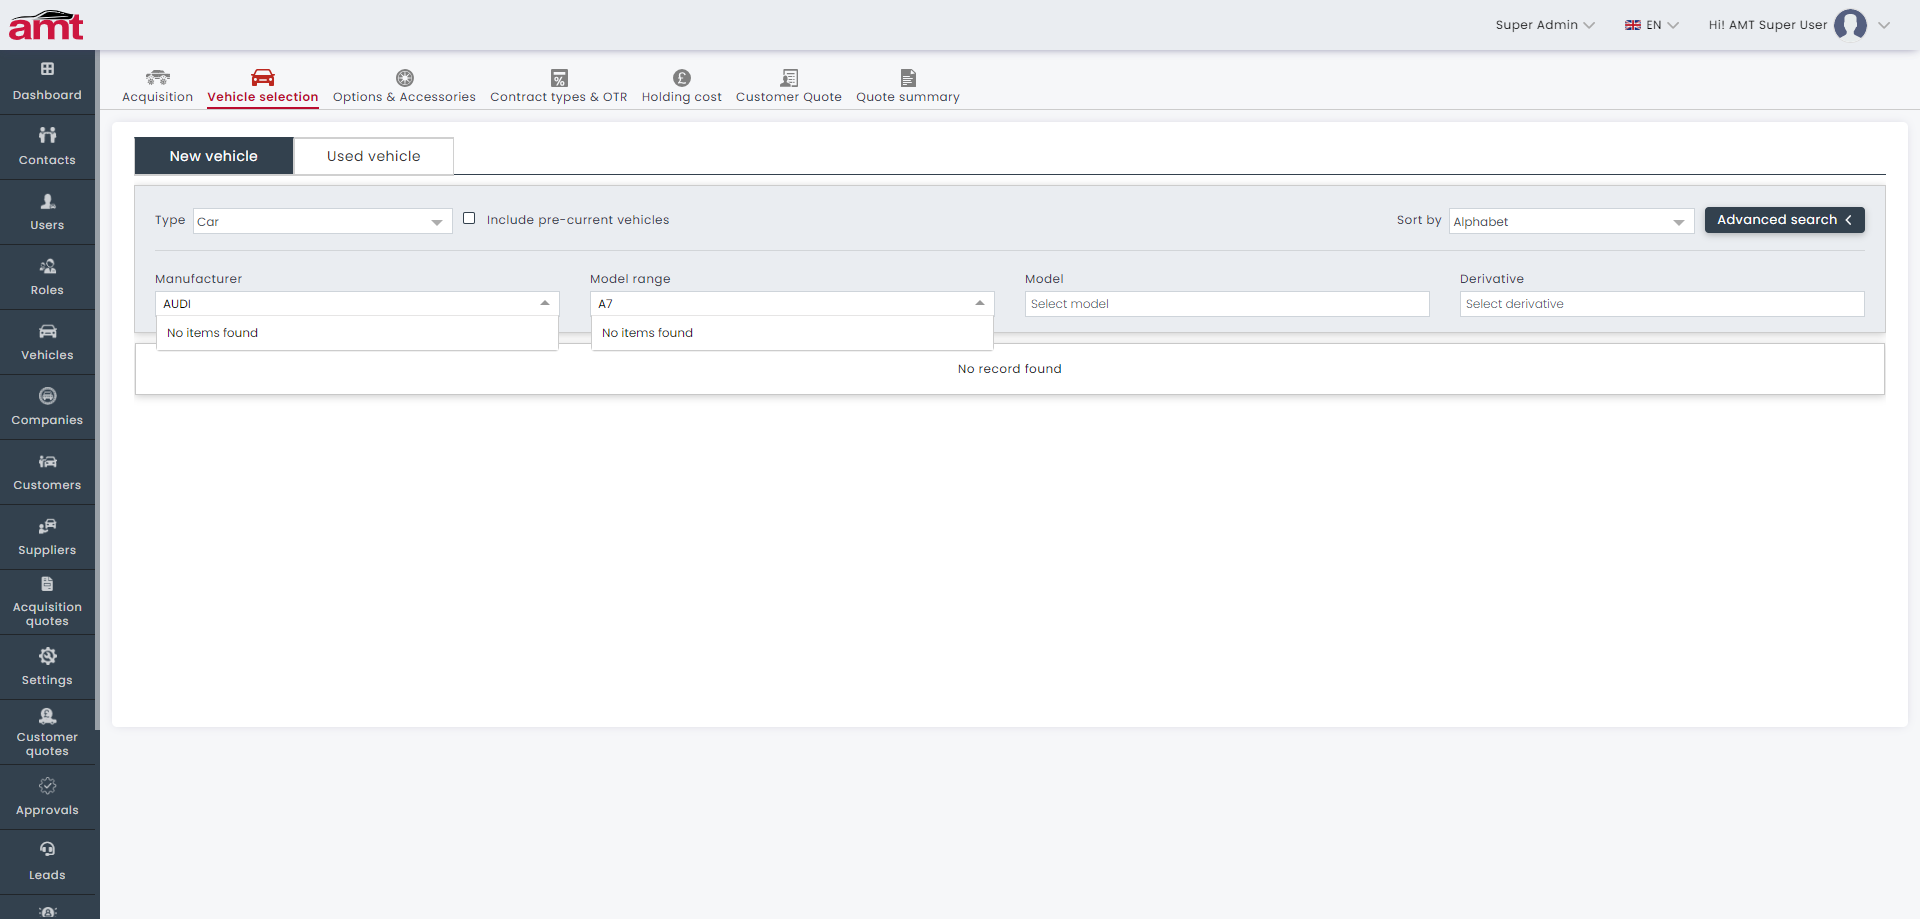 amt
Super Admin
EN
Hi! AMT Super User
Dashboard
Contacts
Users
Roles
Vehicles
Companies
Customers
Suppliers
Acquisition
quotes
Settings
Customer
quotes
Approvals
Leads
Acquisition
Vehicle selection
Options & Accessories
Contract types & OTR
Holding cost
Customer Quote
Quote summary
New vehicle
Used vehicle
Type
Car
Include pre-current vehicles
Sort by
Alphabet
Advanced search
Manufacturer
Model range
Model
Derivative
AUDI
A7
Select model
Select derivative
No items found
No items found
No record found